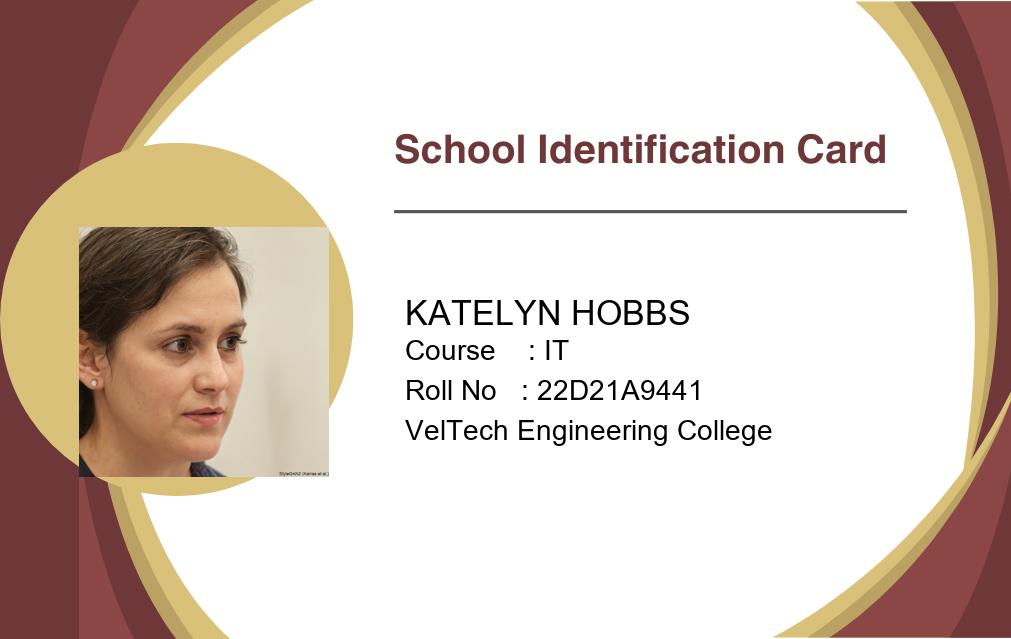 School Identification Card
KATELYN HOBBS
Course : IT
Roll No : 22D21A9441
VelTech Engineering College
StyleGAN2 (Karras et al.)